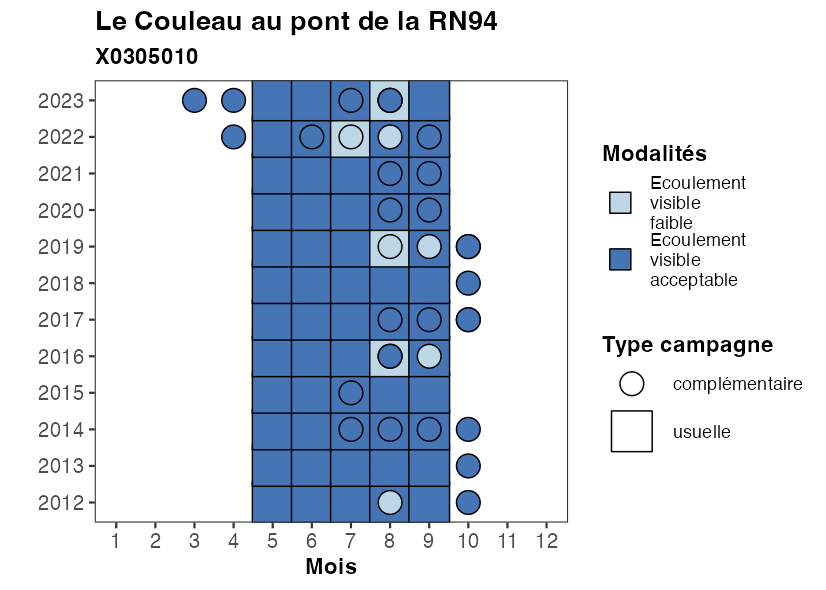 Le Couleau au pont de la RN94
X0305010
2023
2022
2021
2020
2019
2018
2017
2016
2015
2014
2013
2012
1 2 3 4 5 6 7 8 9 10 11 12
Mois
Modalités
Ecoulement
visible
faible
Ecoulement
visible
acceptable
Type campagne
complémentaire
usuelle